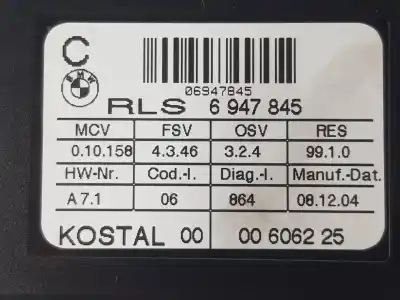 C
BMW
06947845
RLS 6 947 845
MCV FSV OSV RES
0.10.158 4.3.46 3.2.4 99.1.0
HW-Nr. Cod.-I. Diag.-I. Manuf.-Dat.
A 7.1 06 864 08.12.04
KOSTAL 00 00 6062 25